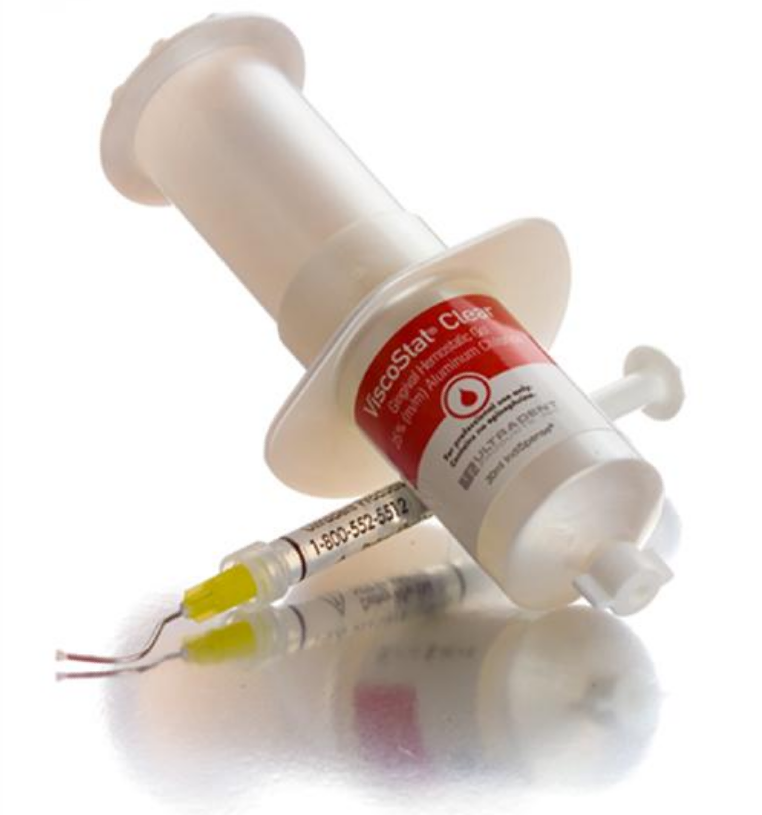 ViscoStat® Clear
Gingival Hemostatic Gel
25% (m/m) Aluminum Chloride
For professional use only.
Contains no epinephrine.
ULTRADENT
30ml IndiSpense®
1-800-552-5512